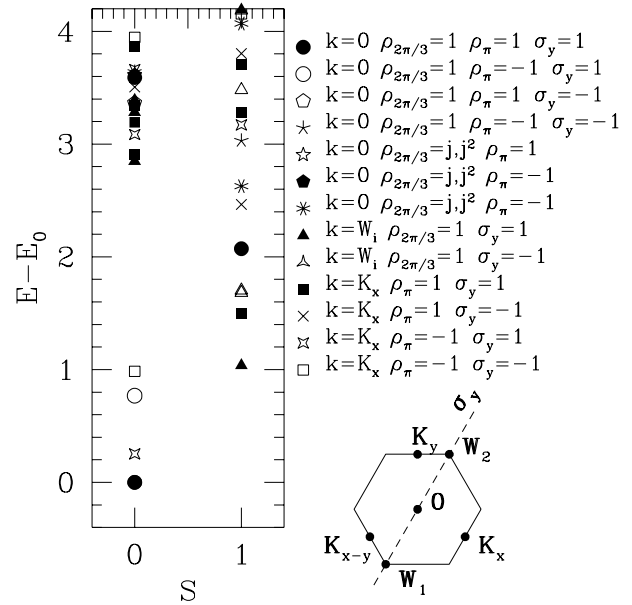 4
3
2
1
0
E−E₀
0
1
S
k=0 ρ₂π/₃=1 ρπ=1 σy=1
k=0 ρ₂π/₃=1 ρπ=−1 σy=1
k=0 ρ₂π/₃=1 ρπ=1 σy=−1
k=0 ρ₂π/₃=1 ρπ=−1 σy=−1
k=0 ρ₂π/₃=j,j² ρπ=1
k=0 ρ₂π/₃=j,j² ρπ=−1
k=0 ρ₂π/₃=j,j² ρπ=−1
k=Wᵢ ρ₂π/₃=1 σy=1
k=Wᵢ ρ₂π/₃=1 σy=−1
k=Kₓ ρπ=1 σy=1
k=Kₓ ρπ=1 σy=−1
k=Kₓ ρπ=−1 σy=1
k=Kₓ ρπ=−1 σy=−1
σy
Ky
W₂
O
Kx−y
Kₓ
W₁